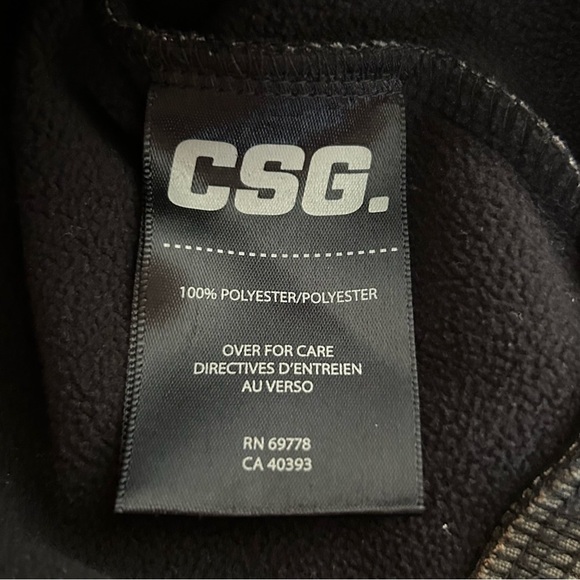 CSG.
100% POLYESTER/POLYESTER
OVER FOR CARE
DIRECTIVES D'ENTREIEN
AU VERSO
RN 69778
CA 40393